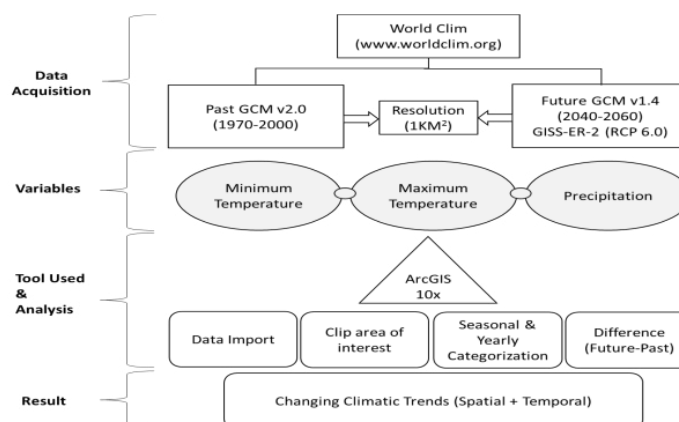 World Clim
(www.worldclim.org)
Data
Acquisition
Past GCM v2.0
(1970-2000)
Resolution
(1KM²)
Future GCM v1.4
(2040-2060)
GISS-ER-2 (RCP 6.0)
Variables
Minimum
Temperature
Maximum
Temperature
Precipitation
Tool Used
&
Analysis
ArcGIS
10x
Data Import
Clip area of
interest
Seasonal &
Yearly
Categorization
Difference
(Future-Past)
Result
Changing Climatic Trends (Spatial + Temporal)